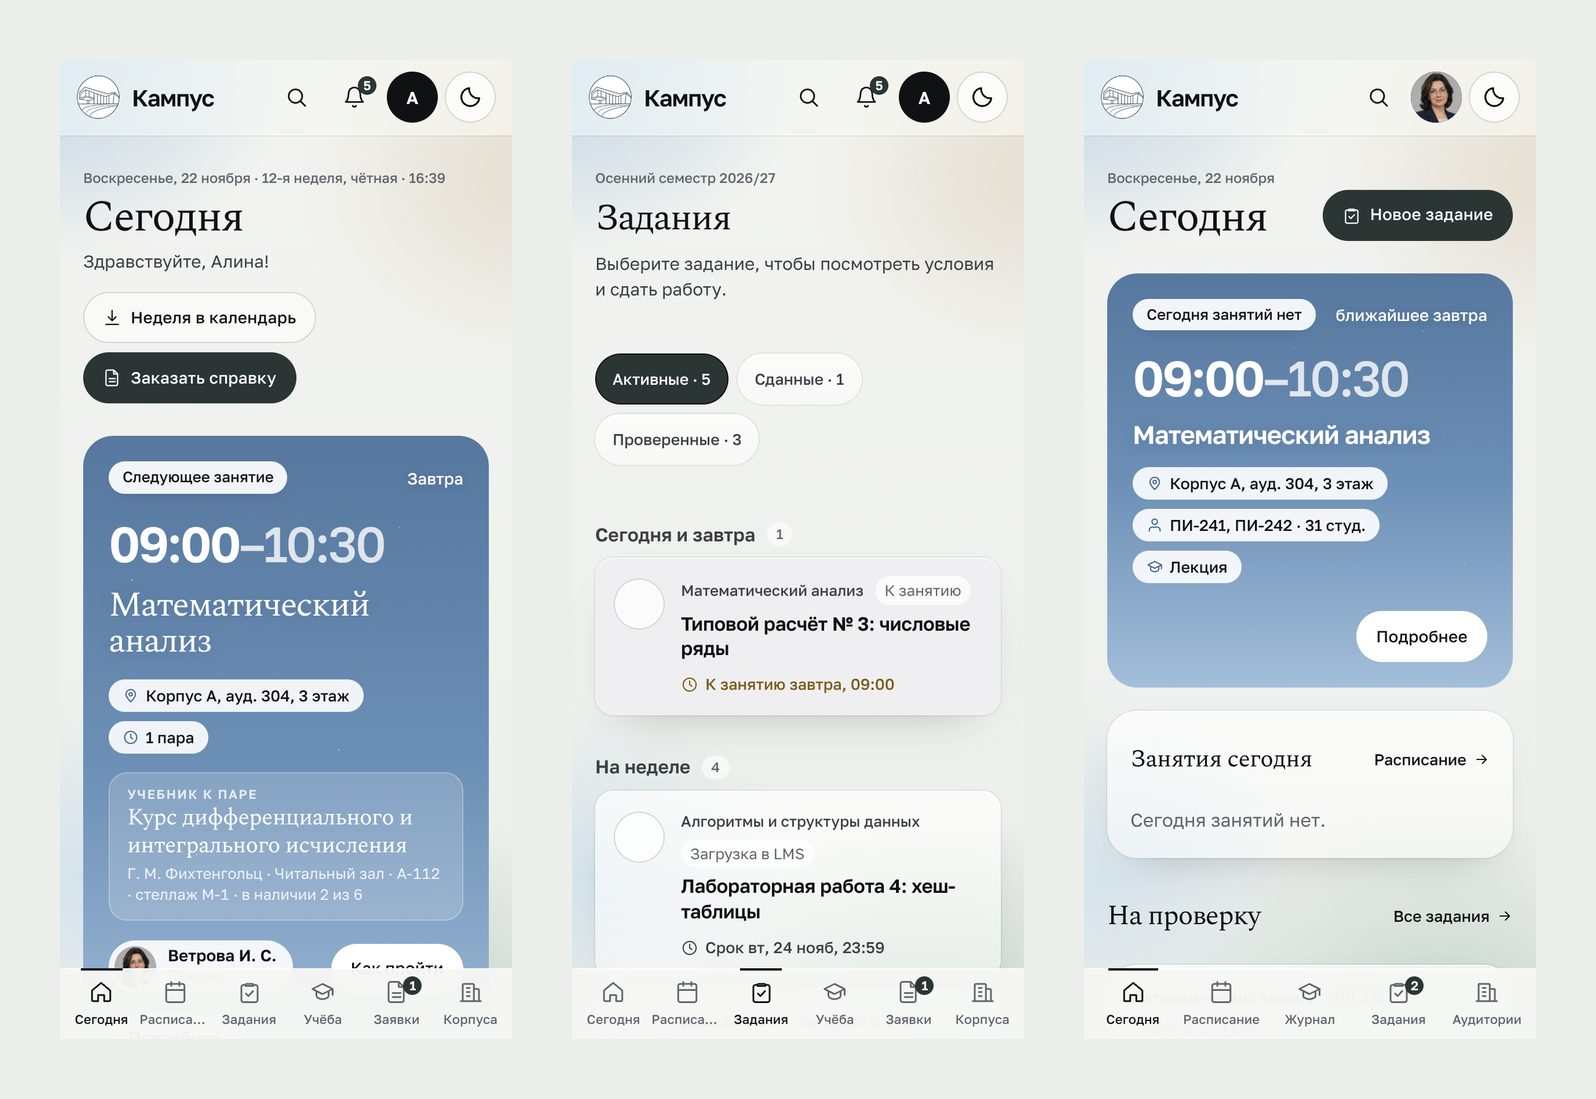 Кампус
5
A
Воскресенье, 22 ноября · 12-я неделя, чётная · 16:39
Сегодня
Здравствуйте, Алина!
Неделя в календарь
Заказать справку
Следующее занятие
Завтра
09:00–10:30
Математический
анализ
Корпус А, ауд. 304, 3 этаж
1 пара
УЧЕБНИК К ПАРЕ
Курс дифференциального и
интегрального исчисления
Г. М. Фихтенгольц · Читальный зал · А-112
· стеллаж М-1 · в наличии 2 из 6
Ветрова И. С.
Как пройти
1
Сегодня
Расписа...
Задания
Учёба
Заявки
Корпуса
Кампус
5
A
Осенний семестр 2026/27
Задания
Выберите задание, чтобы посмотреть условия
и сдать работу.
Активные · 5
Сданные · 1
Проверенные · 3
Сегодня и завтра 1
Математический анализ
К занятию
Типовой расчёт № 3: числовые
ряды
К занятию завтра, 09:00
На неделе 4
Алгоритмы и структуры данных
Загрузка в LMS
Лабораторная работа 4: хеш-
таблицы
Срок вт, 24 нояб, 23:59
1
Сегодня
Расписа...
Задания
Учёба
Заявки
Корпуса
Кампус
Воскресенье, 22 ноября
Сегодня
Новое задание
Сегодня занятий нет
ближайшее завтра
09:00–10:30
Математический анализ
Корпус А, ауд. 304, 3 этаж
ПИ-241, ПИ-242 · 31 студ.
Лекция
Подробнее
Занятия сегодня
Расписание →
Сегодня занятий нет.
На проверку
Все задания →
2
Сегодня
Расписание
Журнал
Задания
Аудитории